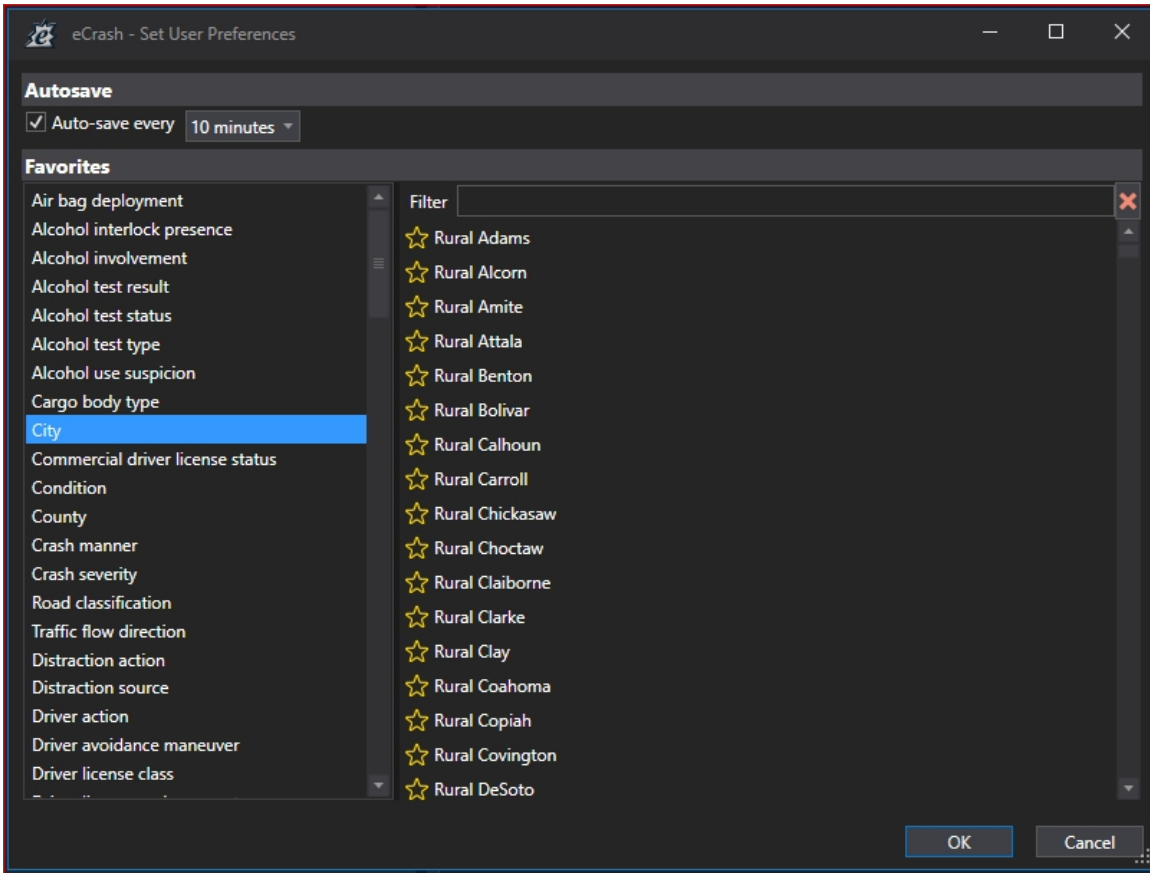 eCrash - Set User Preferences
Autosave
Auto-save every 10 minutes
Favorites
Air bag deployment
Alcohol interlock presence
Alcohol involvement
Alcohol test result
Alcohol test status
Alcohol test type
Alcohol use suspicion
Cargo body type
City
Commercial driver license status
Condition
County
Crash manner
Crash severity
Road classification
Traffic flow direction
Distraction action
Distraction source
Driver action
Driver avoidance maneuver
Driver license class
Filter
Rural Adams
Rural Alcorn
Rural Amite
Rural Attala
Rural Benton
Rural Bolivar
Rural Calhoun
Rural Carroll
Rural Chickasaw
Rural Choctaw
Rural Claiborne
Rural Clarke
Rural Clay
Rural Coahoma
Rural Copiah
Rural Covington
Rural DeSoto
OK Cancel